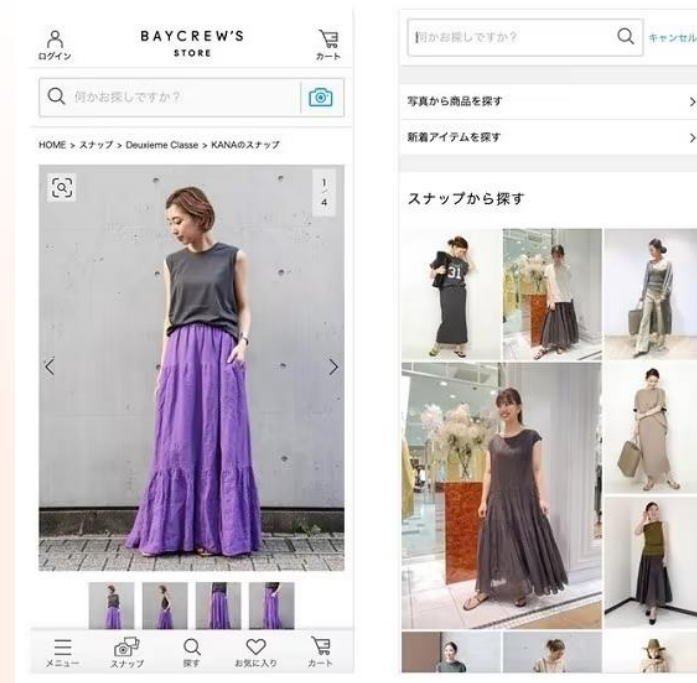 BAYCREW'S
STORE
ログイン
カート
何かお探しですか？
HOME > スナップ > Deuxieme Classe > KANAのスナップ
1
4
メニュー
スナップ
探す
お気に入り
カート
何かお探しですか？
キャンセル
写真から商品を探す
新着アイテムを探す
スナップから探す
31